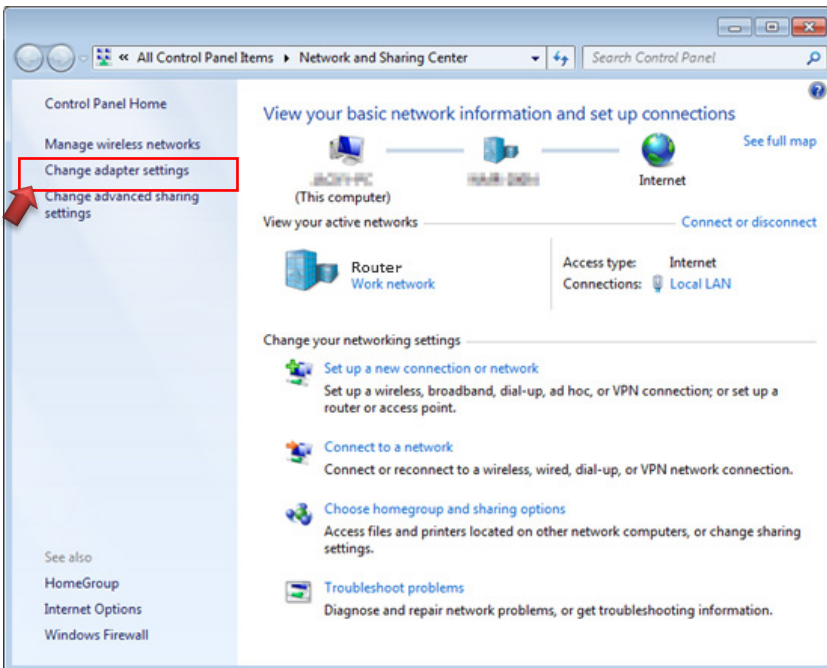 « All Control Panel Items ▸ Network and Sharing Center
Search Control Panel
Control Panel Home
Manage wireless networks
Change adapter settings
Change advanced sharing
settings
See also
HomeGroup
Internet Options
Windows Firewall
View your basic network information and set up connections
See full map
(This computer)
Internet
View your active networks
Connect or disconnect
Router
Work network
Access type: Internet
Connections: Local LAN
Change your networking settings
Set up a new connection or network
Set up a wireless, broadband, dial-up, ad hoc, or VPN connection; or set up a
router or access point.
Connect to a network
Connect or reconnect to a wireless, wired, dial-up, or VPN network connection.
Choose homegroup and sharing options
Access files and printers located on other network computers, or change sharing
settings.
Troubleshoot problems
Diagnose and repair network problems, or get troubleshooting information.